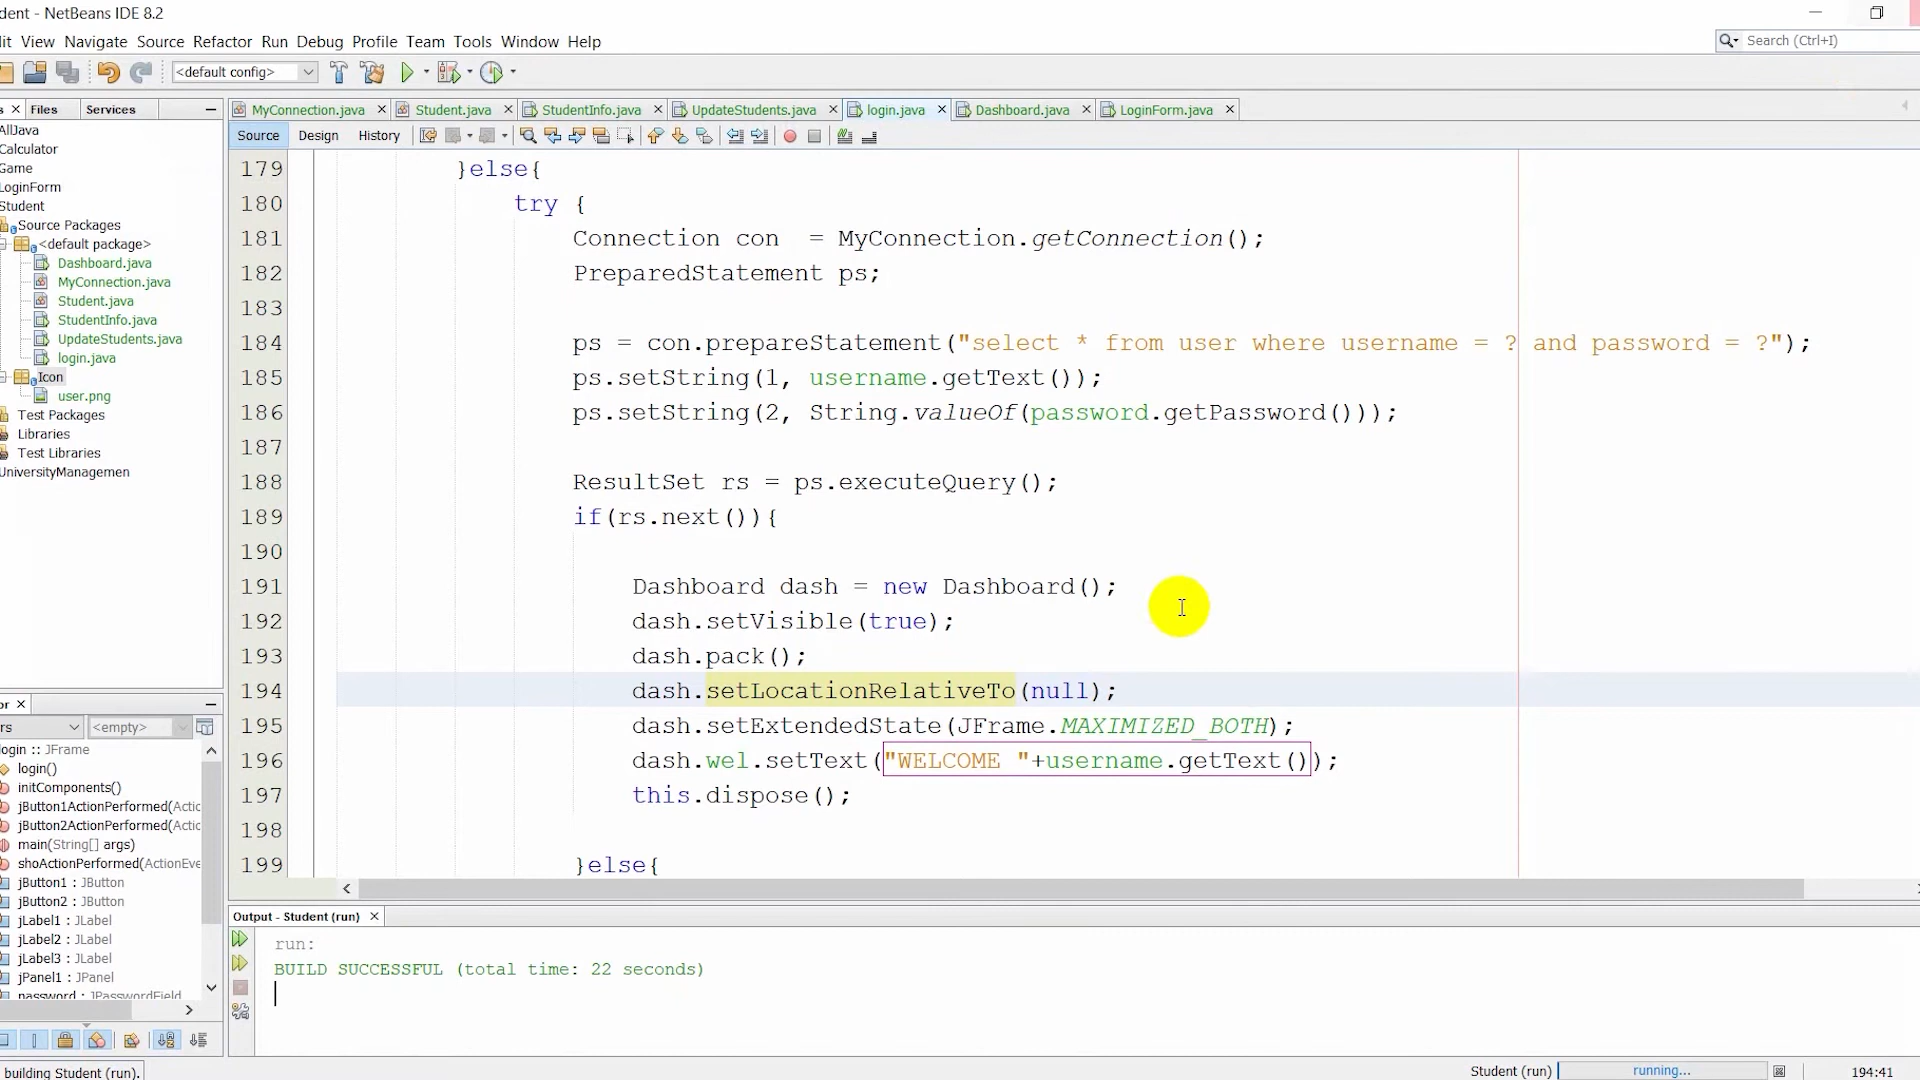 dent - NetBeans IDE 8.2
it View Navigate Source Refactor Run Debug Profile Team Tools Window Help
Search (Ctrl+I)
<default config>
s Files Services
MyConnection.java Student.java StudentInfo.java UpdateStudents.java login.java Dashboard.java LoginForm.java
Source Design History
AllJava
Calculator
Game
LoginForm
Student
Source Packages
<default package>
Dashboard.java
MyConnection.java
Student.java
StudentInfo.java
UpdateStudents.java
login.java
Icon
user.png
Test Packages
Libraries
Test Libraries
UniversityManagemen
179 }else{
180 try {
181 Connection con = MyConnection.getConnection();
182 PreparedStatement ps;
183
184 ps = con.prepareStatement("select * from user where username = ? and password = ?");
185 ps.setString(1, username.getText());
186 ps.setString(2, String.valueOf(password.getPassword()));
187
188 ResultSet rs = ps.executeQuery();
189 if(rs.next()){
190
191 Dashboard dash = new Dashboard();
192 dash.setVisible(true);
193 dash.pack();
194 dash.setLocationRelativeTo(null);
195 dash.setExtendedState(JFrame.MAXIMIZED_BOTH);
196 dash.wel.setText("WELCOME "+username.getText());
197 this.dispose();
198
199 }else{
or
rs <empty>
login :: JFrame
login()
initComponents()
jButton1ActionPerformed(Actic
jButton2ActionPerformed(Actic
main(String[] args)
shoActionPerformed(ActionEve
jButton1 : JButton
jButton2 : JButton
jLabel1 : JLabel
jLabel2 : JLabel
jLabel3 : JLabel
jPanel1 : JPanel
password : JPasswordField
Output - Student (run)
run:
BUILD SUCCESSFUL (total time: 22 seconds)
building Student (run).
Student (run) running... 194:41